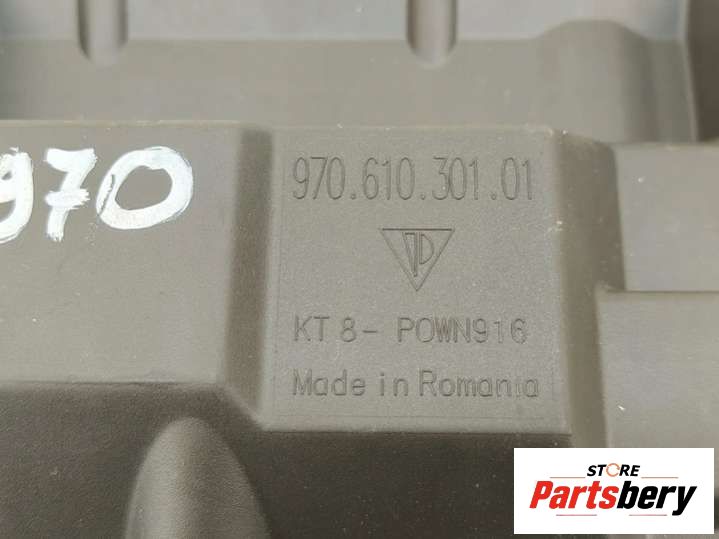 970
970.610.301.01
KT 8- POWN916
Made in Romania
STORE
Partsbery